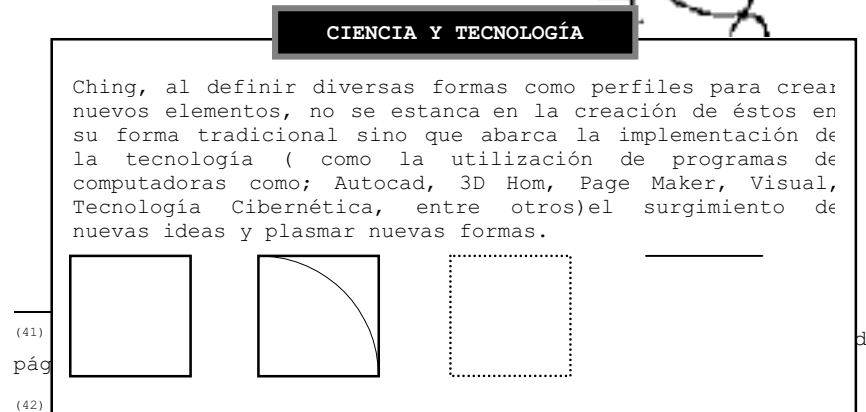 CIENCIA Y TECNOLOGÍA
Ching, al definir diversas formas como perfiles para crear
nuevos elementos, no se estanca en la creación de éstos en
su forma tradicional sino que abarca la implementación de
la tecnología ( como la utilización de programas de
computadoras como; Autocad, 3D Hom, Page Maker, Visual,
Tecnología Cibernética, entre otros)el surgimiento de
nuevas ideas y plasmar nuevas formas.
(41)
pág
(42)